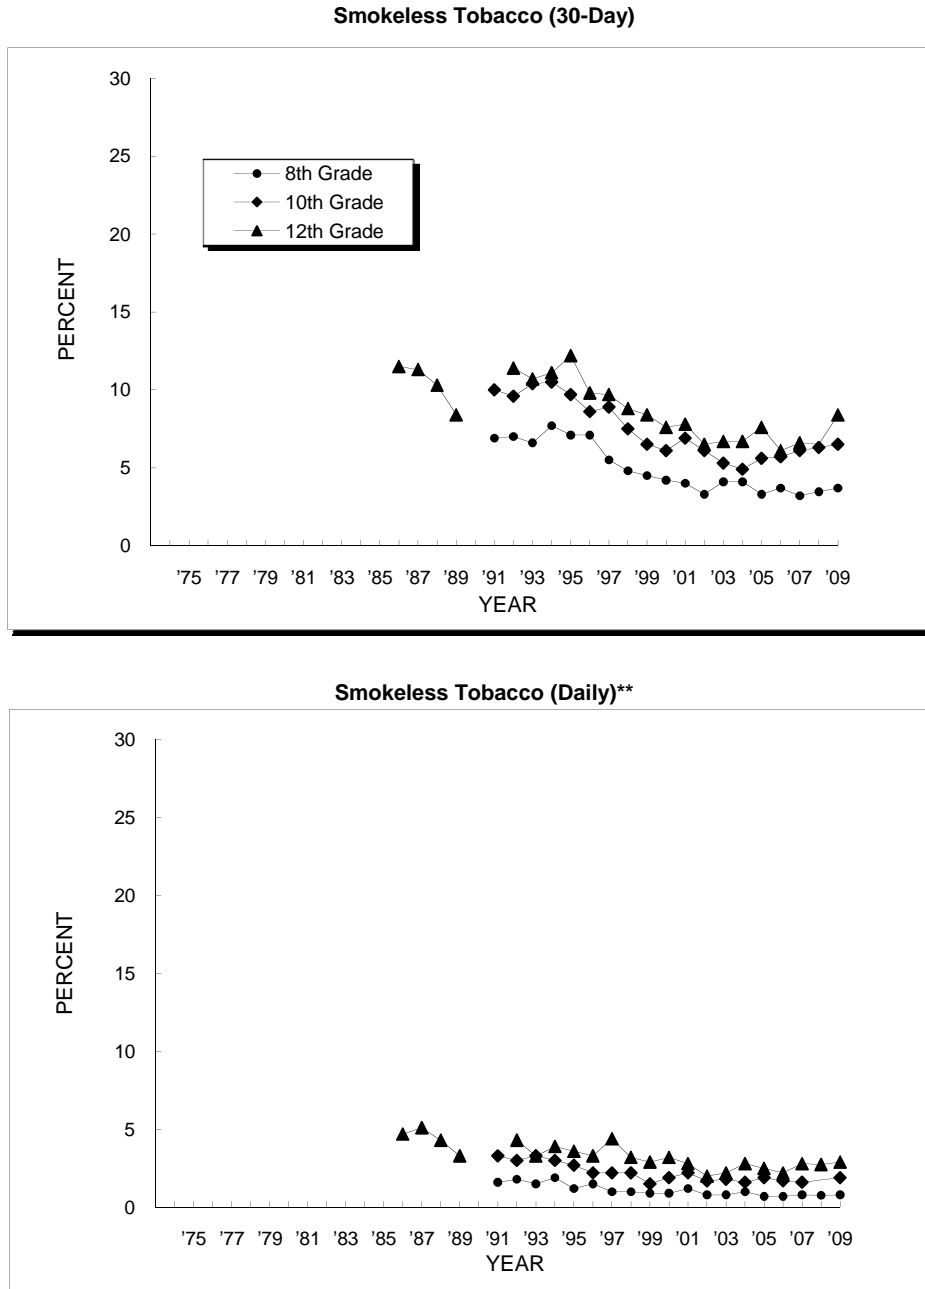 Smokeless Tobacco (30-Day)
30
25
20
15
10
5
0
PERCENT
8th Grade
10th Grade
12th Grade
’75 ’77 ’79 ’81 ’83 ’85 ’87 ’89 ’91 ’93 ’95 ’97 ’99 ’01 ’03 ’05 ’07 ’09
YEAR
Smokeless Tobacco (Daily)**
30
25
20
15
10
5
0
PERCENT
’75 ’77 ’79 ’81 ’83 ’85 ’87 ’89 ’91 ’93 ’95 ’97 ’99 ’01 ’03 ’05 ’07 ’09
YEAR